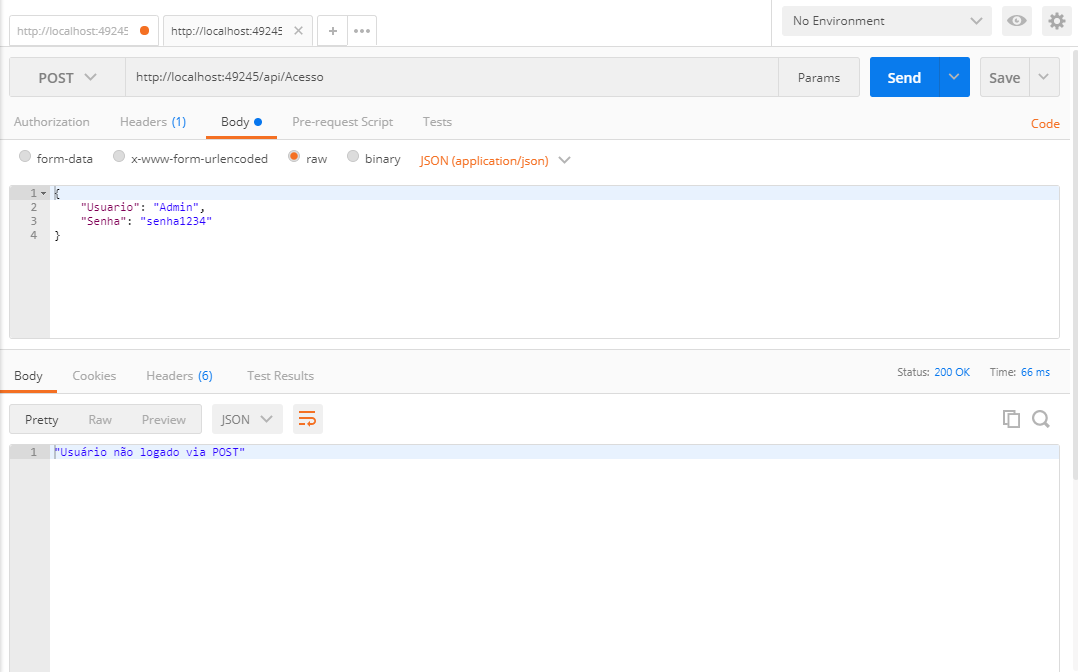 http://localhost:49245
http://localhost:49245
No Environment
POST
http://localhost:49245/api/Acesso
Params
Send
Save
Authorization
Headers (1)
Body
Pre-request Script
Tests
Code
form-data
x-www-form-urlencoded
raw
binary
JSON (application/json)
1 {
2 "Usuario": "Admin",
3 "Senha": "senha1234"
4 }
Body
Cookies
Headers (6)
Test Results
Status: 200 OK
Time: 66 ms
Pretty
Raw
Preview
JSON
1 "Usuário não logado via POST"